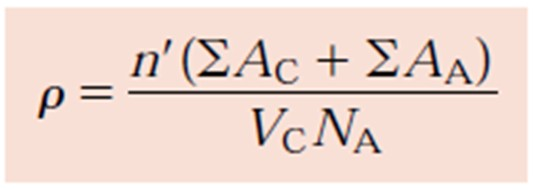 ρ = n′(ΣA_C + ΣA_A) / V_C N_A